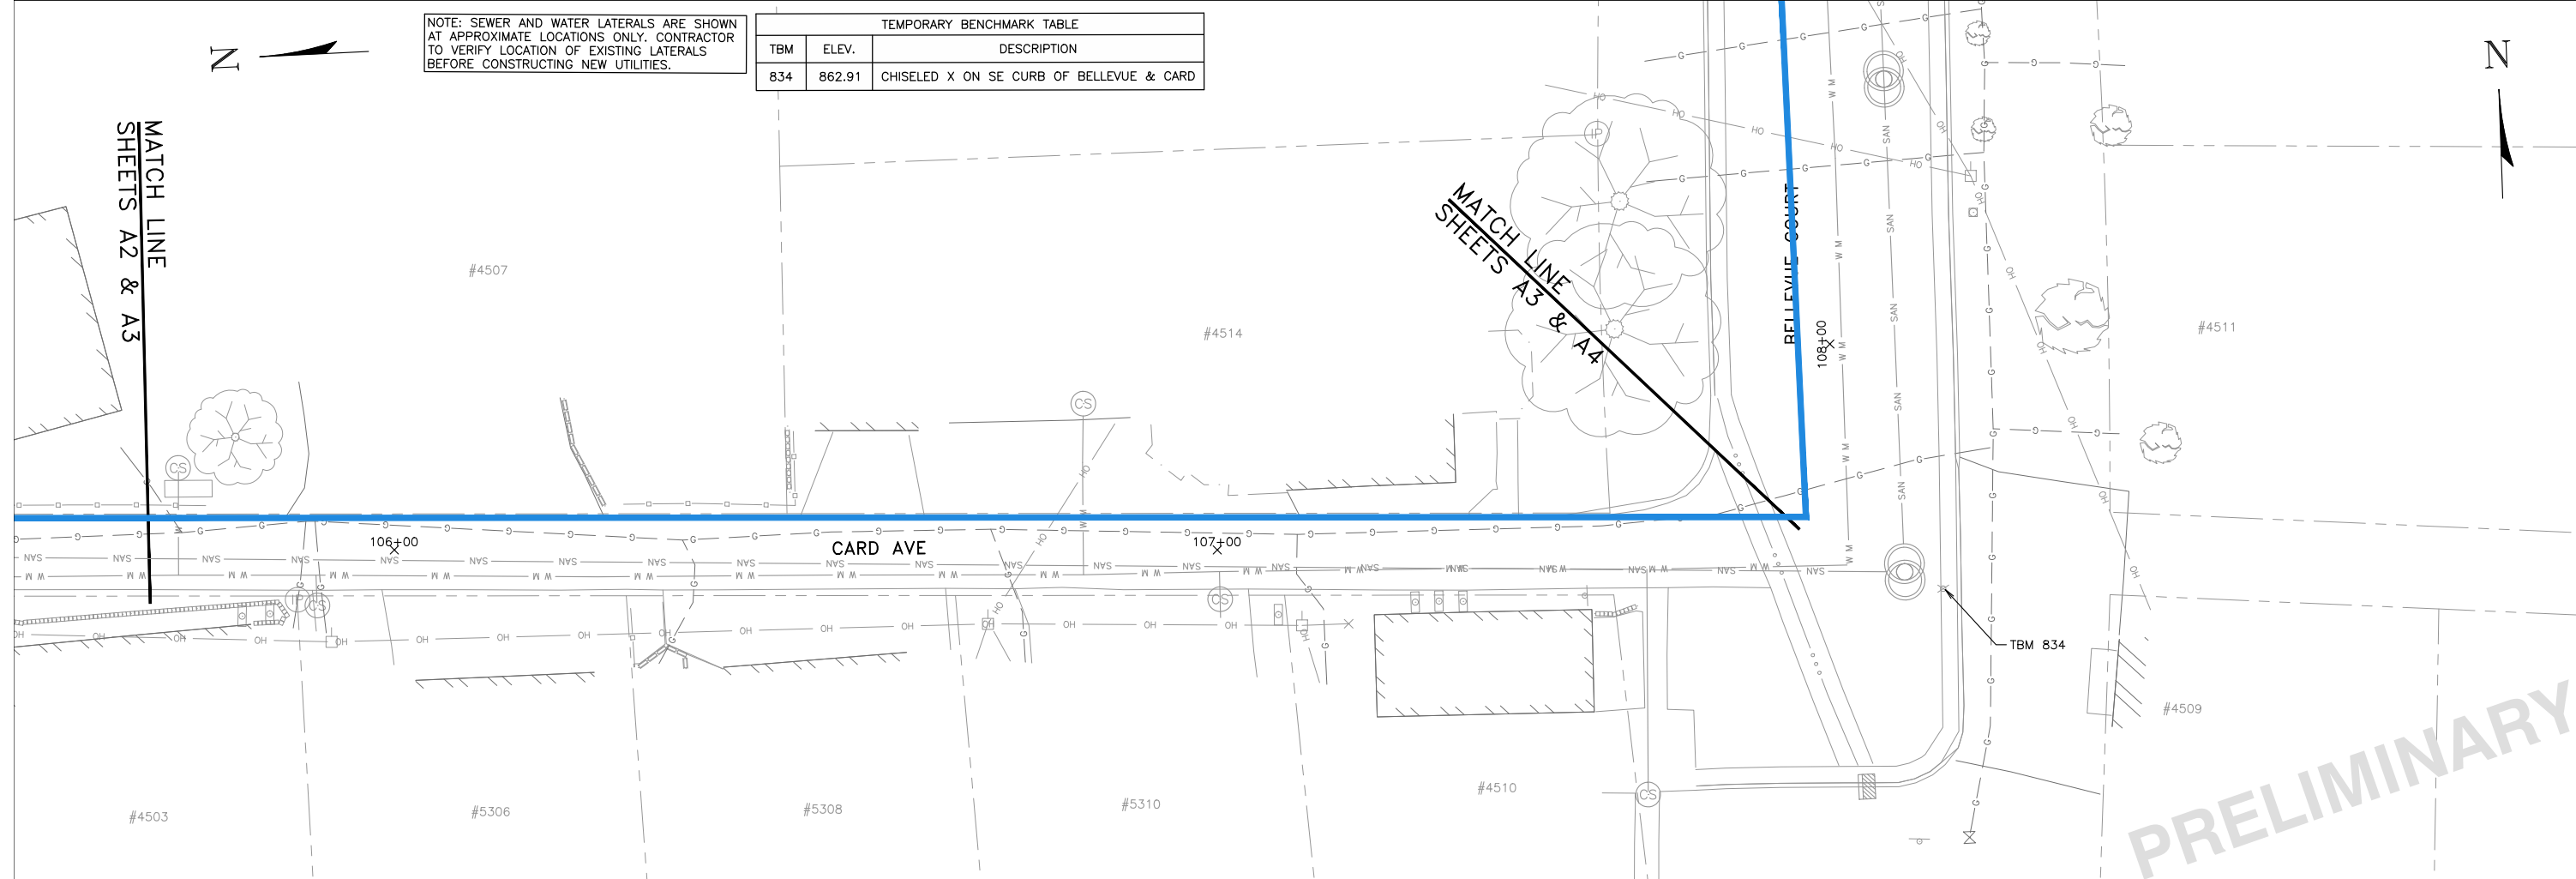 NOTE: SEWER AND WATER LATERALS ARE SHOWN
AT APPROXIMATE LOCATIONS ONLY. CONTRACTOR
TO VERIFY LOCATION OF EXISTING LATERALS
BEFORE CONSTRUCTING NEW UTILITIES.
TEMPORARY BENCHMARK TABLE
TBM ELEV. DESCRIPTION
834 862.91 CHISELED X ON SE CURB OF BELLEVUE & CARD
N
N
MATCH LINE
SHEETS A2 & A3
MATCH LINE
SHEETS A3 & A4
BELLEVUE COURT
108+00
#4507
#4514
#4511
IP
CS
CS
106+00
CARD AVE
107+00
IP
CS
CS
TBM 834
#4509
#4503
#5306
#5308
#5310
#4510
CS
PRELIMINARY